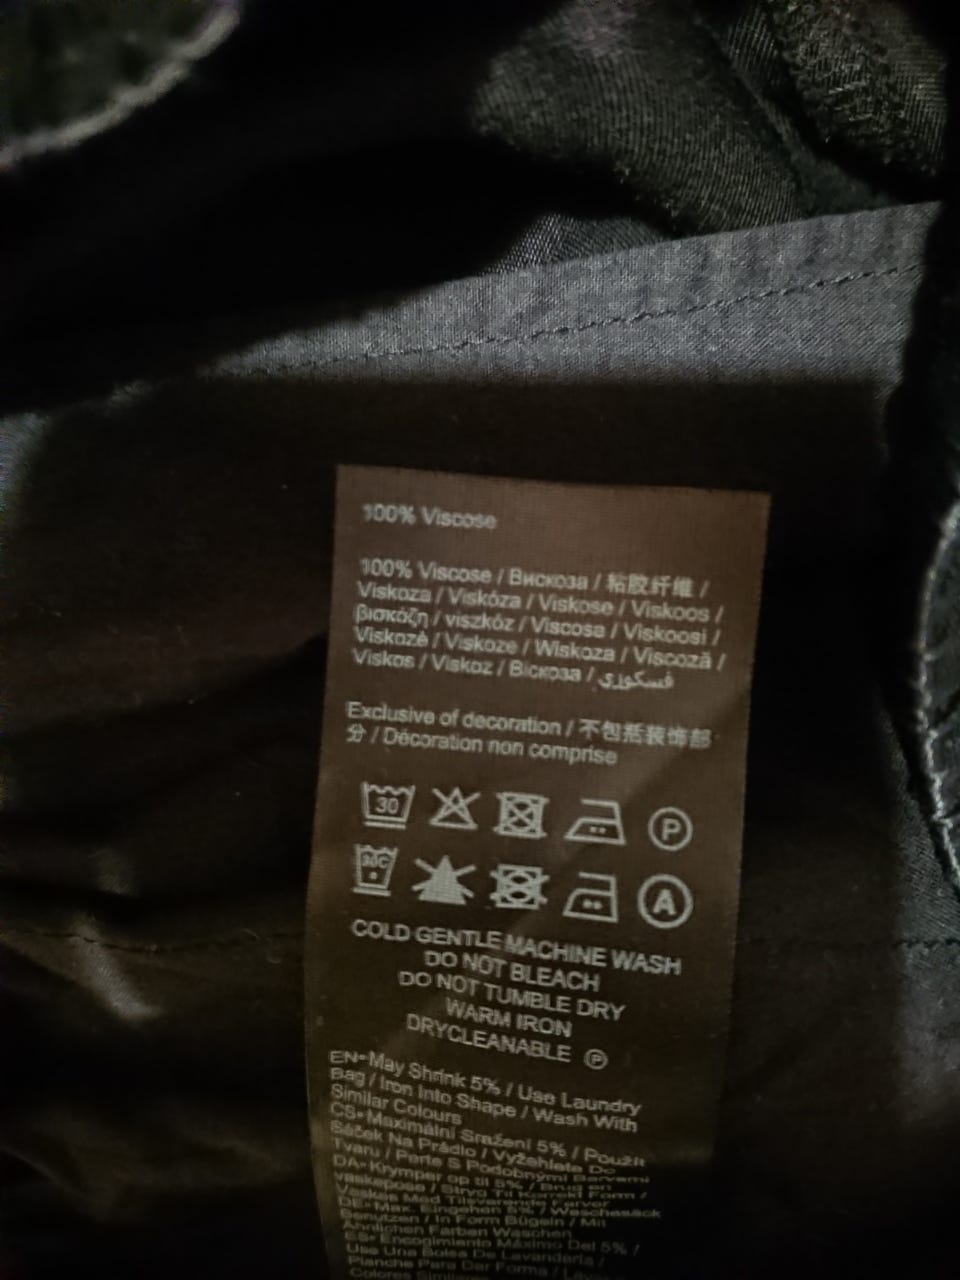 100% Viscose
100% Viscose / Вискоза / 粘胶纤维 /
Viskoza / Viskóza / Viskose / Viskoos /
βισκόζη / viszkóz / Viscosa / Viskoosi /
Viskozė / Viskoze / Wiskoza / Viscoză /
Viskos / Viskoz / Віскоза / فسكوزي
Exclusive of decoration / 不包括装饰部
分 / Décoration non comprise
30
P
30C
A
COLD GENTLE MACHINE WASH
DO NOT BLEACH
DO NOT TUMBLE DRY
WARM IRON
DRYCLEANABLE P
EN• May Shrink 5% / Use Laundry
Bag / Iron Into Shape / Wash With
Similar Colours
CS• Maximální Sražení 5% / Použít
Sáček Na Prádlo / Vyžehlete Do
Tvaru / Perte S Podobnými Barvami
DA• Krymper op til 5% / Brug en
vaskepose / Stryg Til Korrekt Form /
Vaskes Med Tilsvarende Farver
DE• Max. Eingehen 5% / Waschesäck
Benutzen / In Form Bügeln / Mit
Ähnlichen Farben Waschen
ES• Encogimiento Máximo Del 5% /
Use Una Bolsa De Lavandería /
Planche Para Dar Forma /
Colores